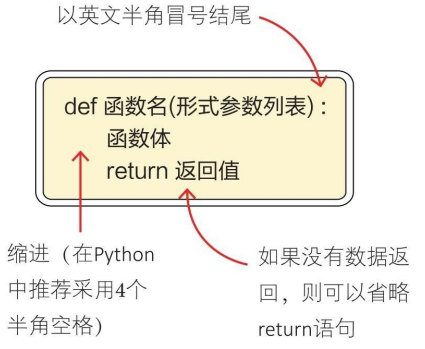 以英文半角冒号结尾
def 函数名(形式参数列表)：
函数体
return 返回值
缩进（在Python
中推荐采用4个
半角空格）
如果没有数据返
回，则可以省略
return语句